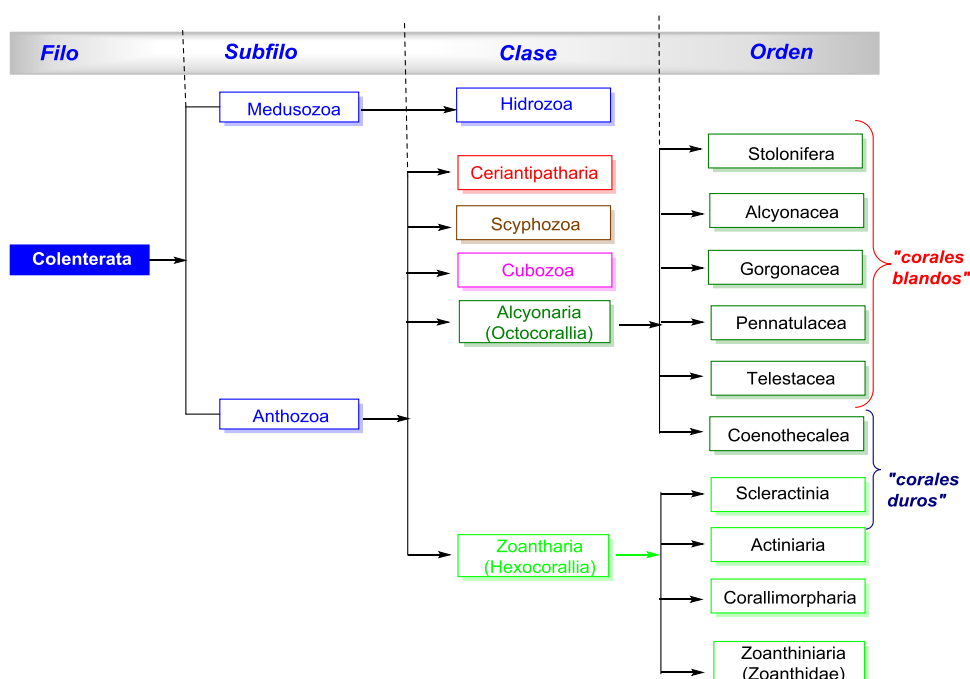 Filo
Subfilo
Clase
Orden
Colenterata
Medusozoa
Anthozoa
Hidrozoa
Ceriantipatharia
Scyphozoa
Cubozoa
Alcyonaria
(Octocorallia)
Zoantharia
(Hexocorallia)
Stolonifera
Alcyonacea
Gorgonacea
Pennatulacea
Telestacea
Coenothecalea
Scleractinia
Actiniaria
Corallimorpharia
Zoanthiniaria
(Zoanthidae)
"corales
blandos"
"corales
duros"